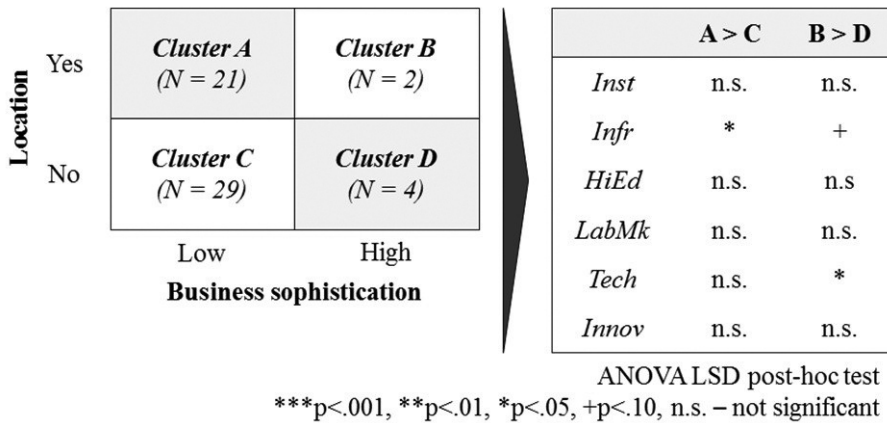 Location
Yes
No
Cluster A
(N = 21)
Cluster B
(N = 2)
Cluster C
(N = 29)
Cluster D
(N = 4)
Low
High
Business sophistication
A > C B > D
Inst n.s. n.s.
Infr * +
HiEd n.s. n.s
LabMk n.s. n.s.
Tech n.s. *
Innov n.s. n.s.
ANOVA LSD post-hoc test
***p<.001, **p<.01, *p<.05, +p<.10, n.s. – not significant